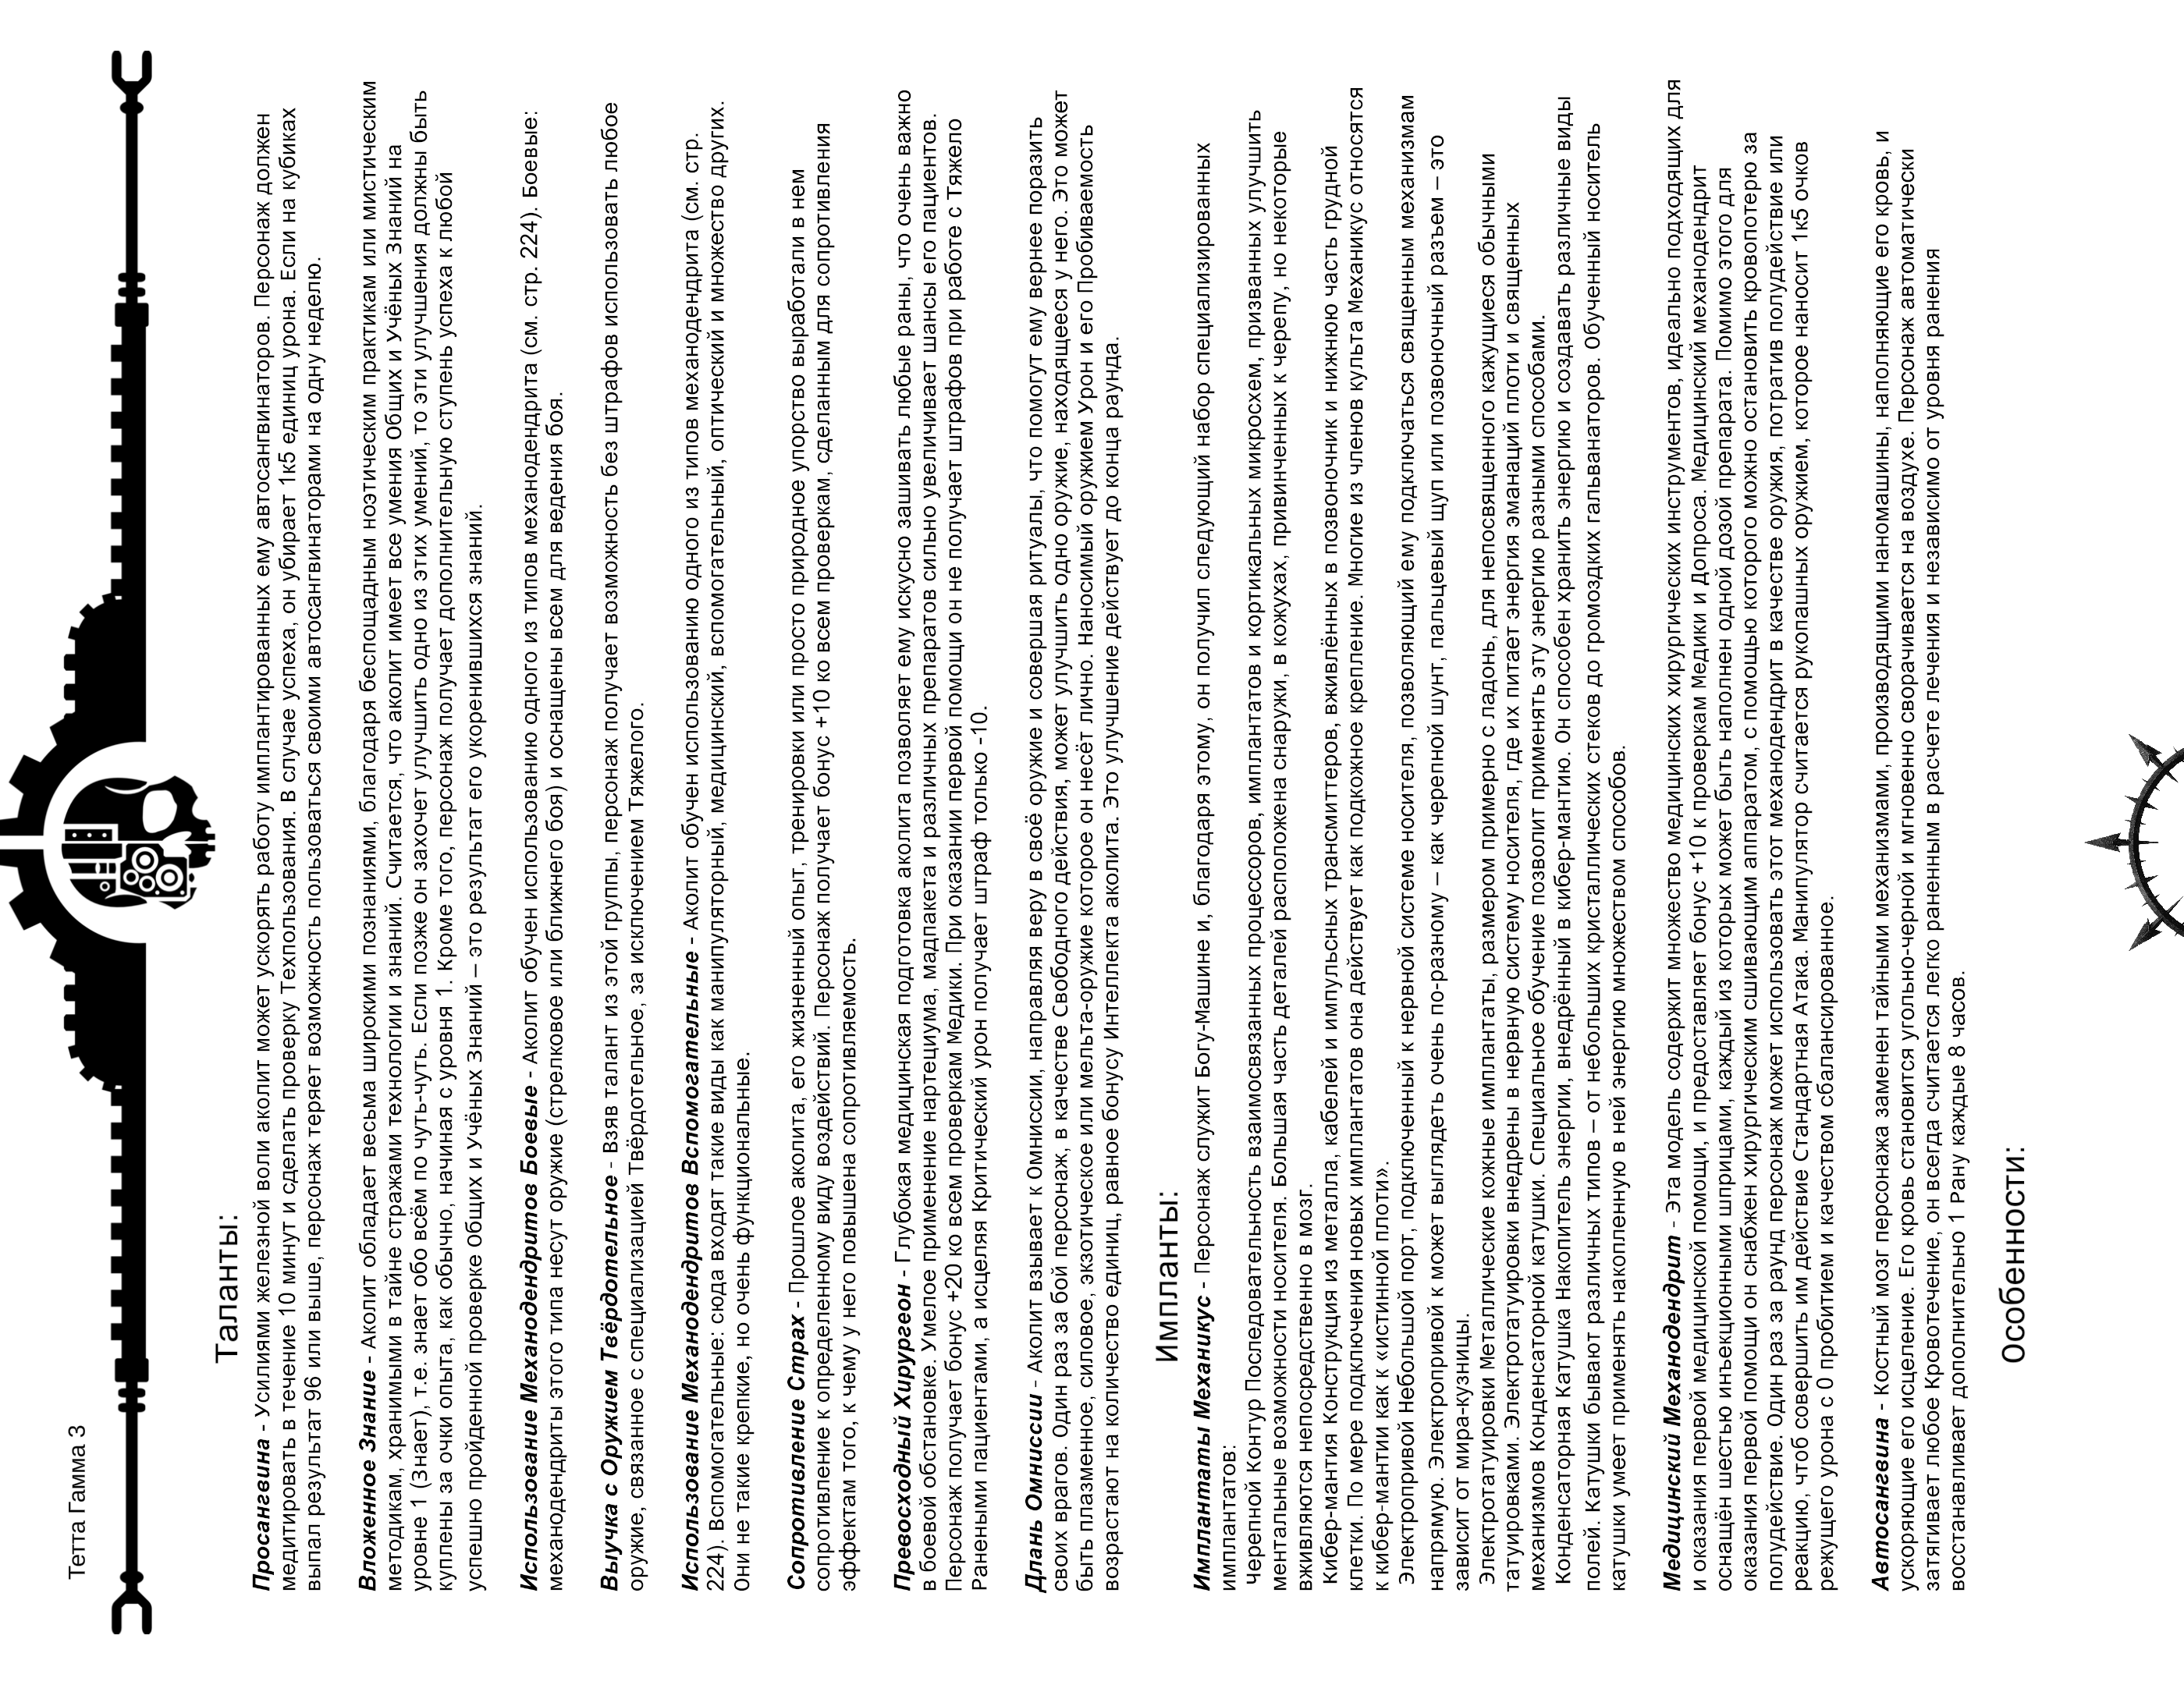 Тетта Гамма 3
Таланты:
Просангвина - Усилиями железной воли аколит может ускорять работу имплантированных ему автосангвинаторов. Персонаж должен
медитировать в течение 10 минут и сделать проверку Техпользования. В случае успеха, он убирает 1к5 единиц урона. Если на кубиках
выпал результат 96 или выше, персонаж теряет возможность пользоваться своими автосангвинаторами на одну неделю.
Вложенное Знание - Аколит обладает весьма широкими познаниями, благодаря беспощадным ноэтическим практикам или мистическим
методикам, хранимыми в тайне стражами технологии и знаний. Считается, что аколит имеет все умения Общих и Учёных Знаний на
уровне 1 (Знает), т.е. знает обо всём по чуть-чуть. Если позже он захочет улучшить одно из этих умений, то эти улучшения должны быть
куплены за очки опыта, как обычно, начиная с уровня 1. Кроме того, персонаж получает дополнительную ступень успеха к любой
успешно пройденной проверке Общих и Учёных Знаний – это результат его укоренившихся знаний.
Использование Механодендритов Боевые - Аколит обучен использованию одного из типов механодендрита (см. стр. 224). Боевые:
механодендриты этого типа несут оружие (стрелковое или ближнего боя) и оснащены всем для ведения боя.
Выучка с Оружием Твёрдотельное - Взяв талант из этой группы, персонаж получает возможность без штрафов использовать любое
оружие, связанное с специализацией Твёрдотельное, за исключением Тяжелого.
Использование Механодендритов Вспомогательные - Аколит обучен использованию одного из типов механодендрита (см. стр.
224). Вспомогательные: сюда входят такие виды как манипуляторный, медицинский, вспомогательный, оптический и множество других.
Они не такие крепкие, но очень функциональные.
Сопротивление Страх - Прошлое аколита, его жизненный опыт, тренировки или просто природное упорство выработали в нем
сопротивление к определенному виду воздействий. Персонаж получает бонус +10 ко всем проверкам, сделанным для сопротивления
эффектам того, к чему у него повышена сопротивляемость.
Превосходный Хирургеон - Глубокая медицинская подготовка аколита позволяет ему искусно зашивать любые раны, что очень важно
в боевой обстановке. Умелое применение нартециума, мадпакета и различных препаратов сильно увеличивает шансы его пациентов.
Персонаж получает бонус +20 ко всем проверкам Медики. При оказании первой помощи он не получает штрафов при работе с Тяжело
Ранеными пациентами, а исцеляя Критический урон получает штраф только -10.
Длань Омниссии - Аколит взывает к Омниссии, направляя веру в своё оружие и совершая ритуалы, что помогут ему вернее поразить
своих врагов. Один раз за бой персонаж, в качестве Свободного действия, может улучшить одно оружие, находящееся у него. Это может
быть плазменное, силовое, экзотическое или мельта-оружие которое он несёт лично. Наносимый оружием Урон и его Пробиваемость
возрастают на количество единиц, равное бонусу Интеллекта аколита. Это улучшение действует до конца раунда.
Импланты:
Имплантаты Механикус - Персонаж служит Богу-Машине и, благодаря этому, он получил следующий набор специализированных
имплантатов:
Черепной Контур Последовательность взаимосвязанных процессоров, имплантатов и кортикальных микросхем, призванных улучшить
ментальные возможности носителя. Большая часть деталей расположена снаружи, в кожухах, привинченных к черепу, но некоторые
вживляются непосредственно в мозг.
Кибер-мантия Конструкция из металла, кабелей и импульсных трансмиттеров, вживлённых в позвоночник и нижнюю часть грудной
клетки. По мере подключения новых имплантатов она действует как подкожное крепление. Многие из членов культа Механикус относятся
к кибер-мантии как к «истинной плоти».
Электропривой небольшой порт, подключенный к нервной системе носителя, позволяющий ему подключаться священным механизмам
напрямую. Электропривой к может выглядеть очень по-разному – как черепной шунт, пальцевый щуп или позвоночный разъем – это
зависит от мира-кузницы.
Электротатуировки Металлические кожные имплантаты, размером примерно с ладонь, для непосвященного кажущиеся обычными
татуировками. Электротатуировки внедрены в нервную систему носителя, где их питает энергия эманаций плоти и священных
механизмов Конденсаторной катушки. Специальное обучение позволит применять эту энергию разными способами.
Конденсаторная Катушка накопитель энергии, внедрённый в кибер-мантию. Он способен хранить энергию и создавать различные виды
полей. Катушки бывают различных типов – от небольших кристаллических стеков до громоздких гальванаторов. Обученный носитель
катушки умеет применять накопленную в ней энергию множеством способов.
Медицинский Механодендрит - Эта модель содержит множество медицинских хирургических инструментов, идеально подходящих для
и оказания первой медицинской помощи, и предоставляет бонус +10 к проверкам Медики и Допроса. Медицинский механодендрит
оснащён шестью инъекционными шприцами, каждый из которых может быть наполнен одной дозой препарата. Помимо этого для
оказания первой помощи он снабжен хирургическим сшивающим аппаратом, с помощью которого можно остановить кровопотерю за
полудействие. Один раз за раунд персонаж может использовать этот механодендрит в качестве оружия, потратив полудействие или
реакцию, чтоб совершить им действие Стандартная Атака. Манипулятор считается рукопашных оружием, которое наносит 1к5 очков
режущего урона с 0 пробитием и качеством сбалансированное.
Автосангвина - Костный мозг персонажа заменен тайными механизмами, производящими наномашины, наполняющие его кровь, и
ускоряющие его исцеление. Его кровь становится угольно-черной и мгновенно сворачивается на воздухе. Персонаж автоматически
затягивает любое Кровотечение, он всегда считается легко раненным в расчете лечения и независимо от уровня ранения
восстанавливает дополнительно 1 Рану каждые 8 часов.
Особенности: